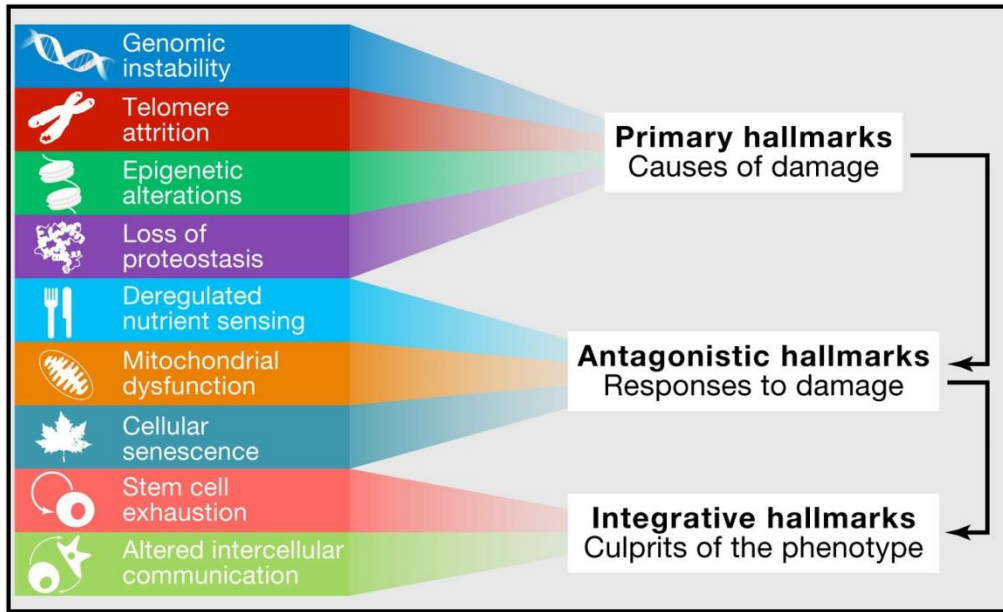 Genomic
instability
Telomere
attrition
Epigenetic
alterations
Loss of
proteostasis
Deregulated
nutrient sensing
Mitochondrial
dysfunction
Cellular
senescence
Stem cell
exhaustion
Altered intercellular
communication
Primary hallmarks
Causes of damage
Antagonistic hallmarks
Responses to damage
Integrative hallmarks
Culprits of the phenotype